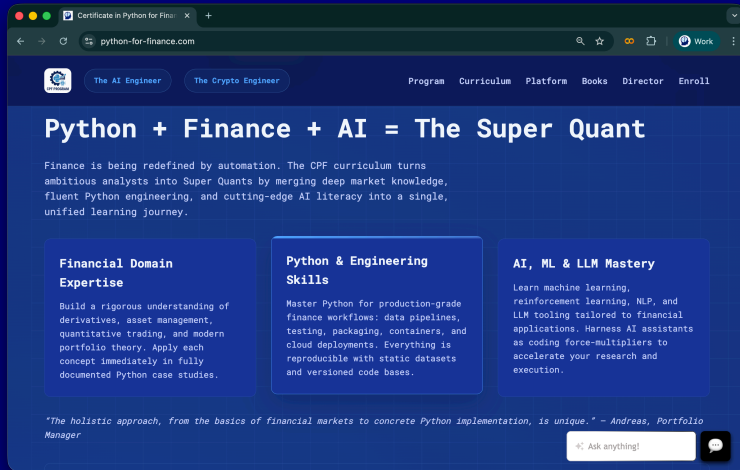 Certificate in Python for Finan
python-for-finance.com
Work
CPF PROGRAM
The AI Engineer
The Crypto Engineer
Program
Curriculum
Platform
Books
Director
Enroll
Python + Finance + AI = The Super Quant
Finance is being redefined by automation. The CPF curriculum turns
ambitious analysts into Super Quants by merging deep market knowledge,
fluent Python engineering, and cutting-edge AI literacy into a single,
unified learning journey.
Financial Domain
Expertise
Build a rigorous understanding of
derivatives, asset management,
quantitative trading, and modern
portfolio theory. Apply each
concept immediately in fully
documented Python case studies.
Python & Engineering
Skills
Master Python for production-grade
finance workflows: data pipelines,
testing, packaging, containers, and
cloud deployments. Everything is
reproducible with static datasets
and versioned code bases.
AI, ML & LLM Mastery
Learn machine learning,
reinforcement learning, NLP, and
LLM tooling tailored to financial
applications. Harness AI assistants
as coding force-multipliers to
accelerate your research and
execution.
"The holistic approach, from the basics of financial markets to concrete Python implementation, is unique." — Andreas, Portfolio
Manager
Ask anything!